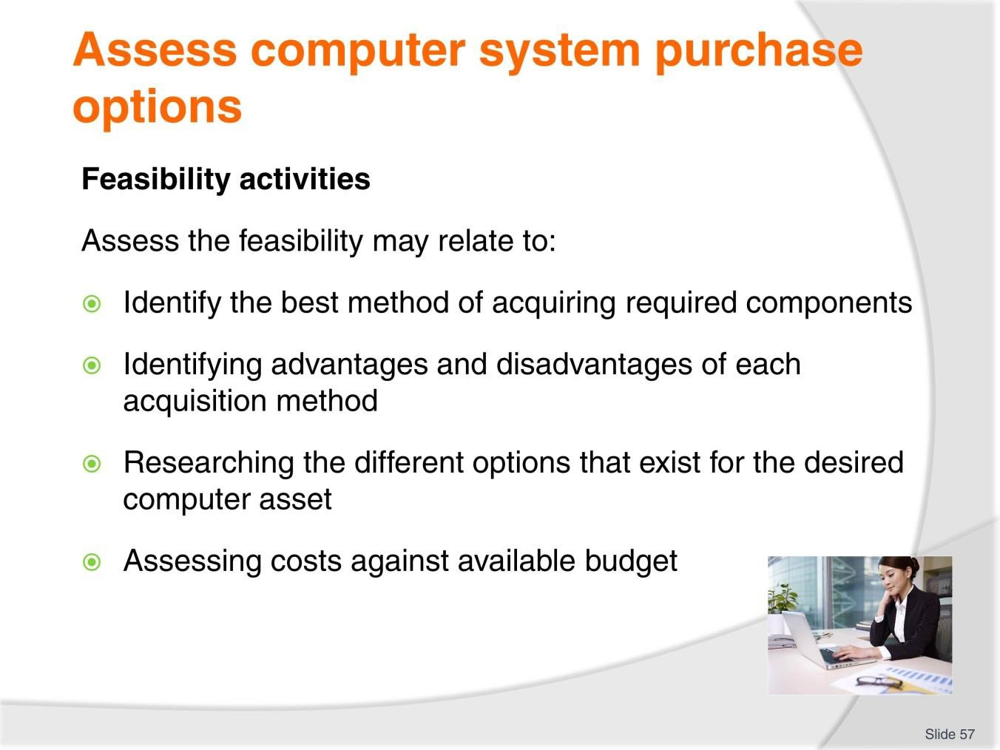 Assess computer system purchase
options
Feasibility activities
Assess the feasibility may relate to:
Identify the best method of acquiring required components
Identifying advantages and disadvantages of each
acquisition method
Researching the different options that exist for the desired
computer asset
Assessing costs against available budget
Slide 57